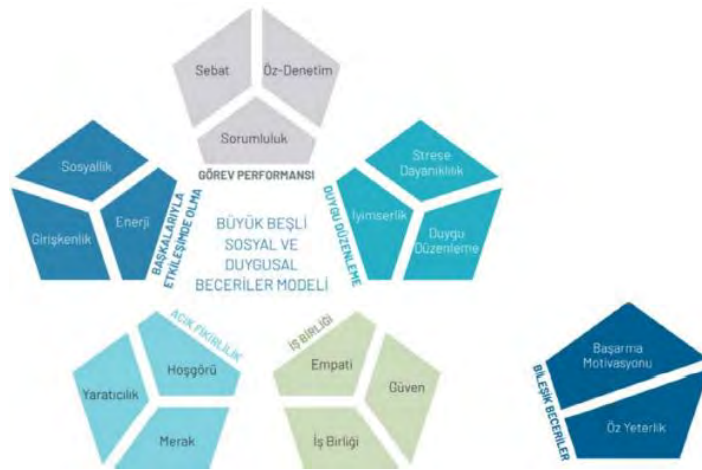 Sebat
Öz-Denetim
Sorumluluk
GÖREV PERFORMANSI
Sosyallik
Girişkenlik
Enerji
BAŞKALARIYLA
ETKİLEŞİMDE OLMA
BÜYÜK BEŞLİ
SOSYAL VE
DUYGUSAL
BECERİLER MODELİ
Strese
Dayanıklılık
İyimserlik
Duygu
Düzenleme
DUYGU DÜZENLEME
AÇIK FİKİRLİLİK
Hoşgörü
Yaratıcılık
Merak
İŞ BİRLİĞİ
Empati
Güven
İş Birliği
Başarma
Motivasyonu
Öz Yeterlik
BİLEŞİK BECERİLER